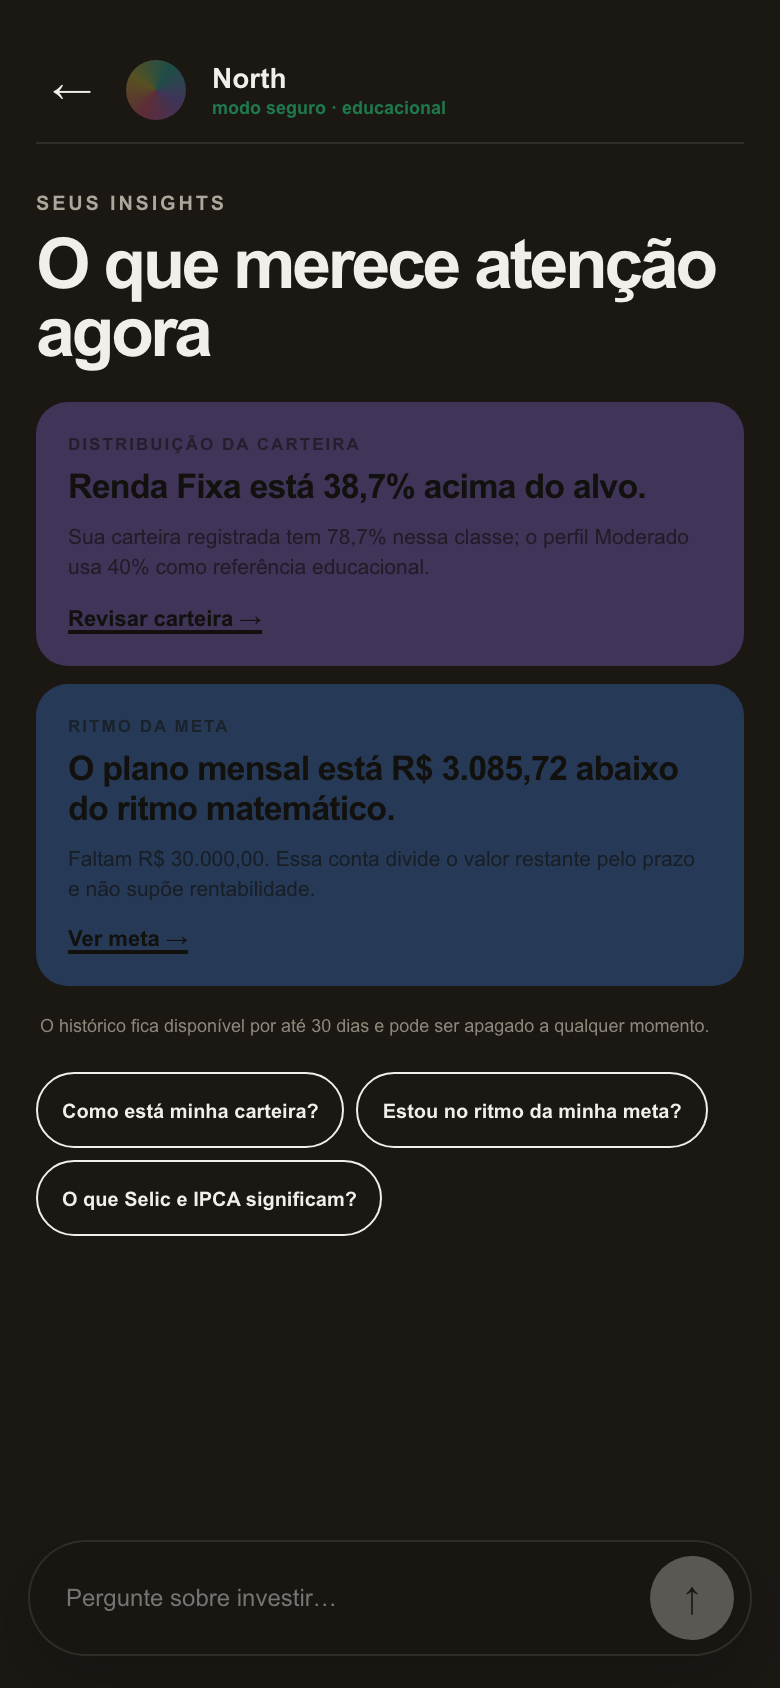 ←
North
modo seguro · educacional
SEUS INSIGHTS
O que merece atenção
agora
DISTRIBUIÇÃO DA CARTEIRA
Renda Fixa está 38,7% acima do alvo.
Sua carteira registrada tem 78,7% nessa classe; o perfil Moderado
usa 40% como referência educacional.
Revisar carteira →
RITMO DA META
O plano mensal está R$ 3.085,72 abaixo
do ritmo matemático.
Faltam R$ 30.000,00. Essa conta divide o valor restante pelo prazo
e não supõe rentabilidade.
Ver meta →
O histórico fica disponível por até 30 dias e pode ser apagado a qualquer momento.
Como está minha carteira?
Estou no ritmo da minha meta?
O que Selic e IPCA significam?
Pergunte sobre investir…
↑